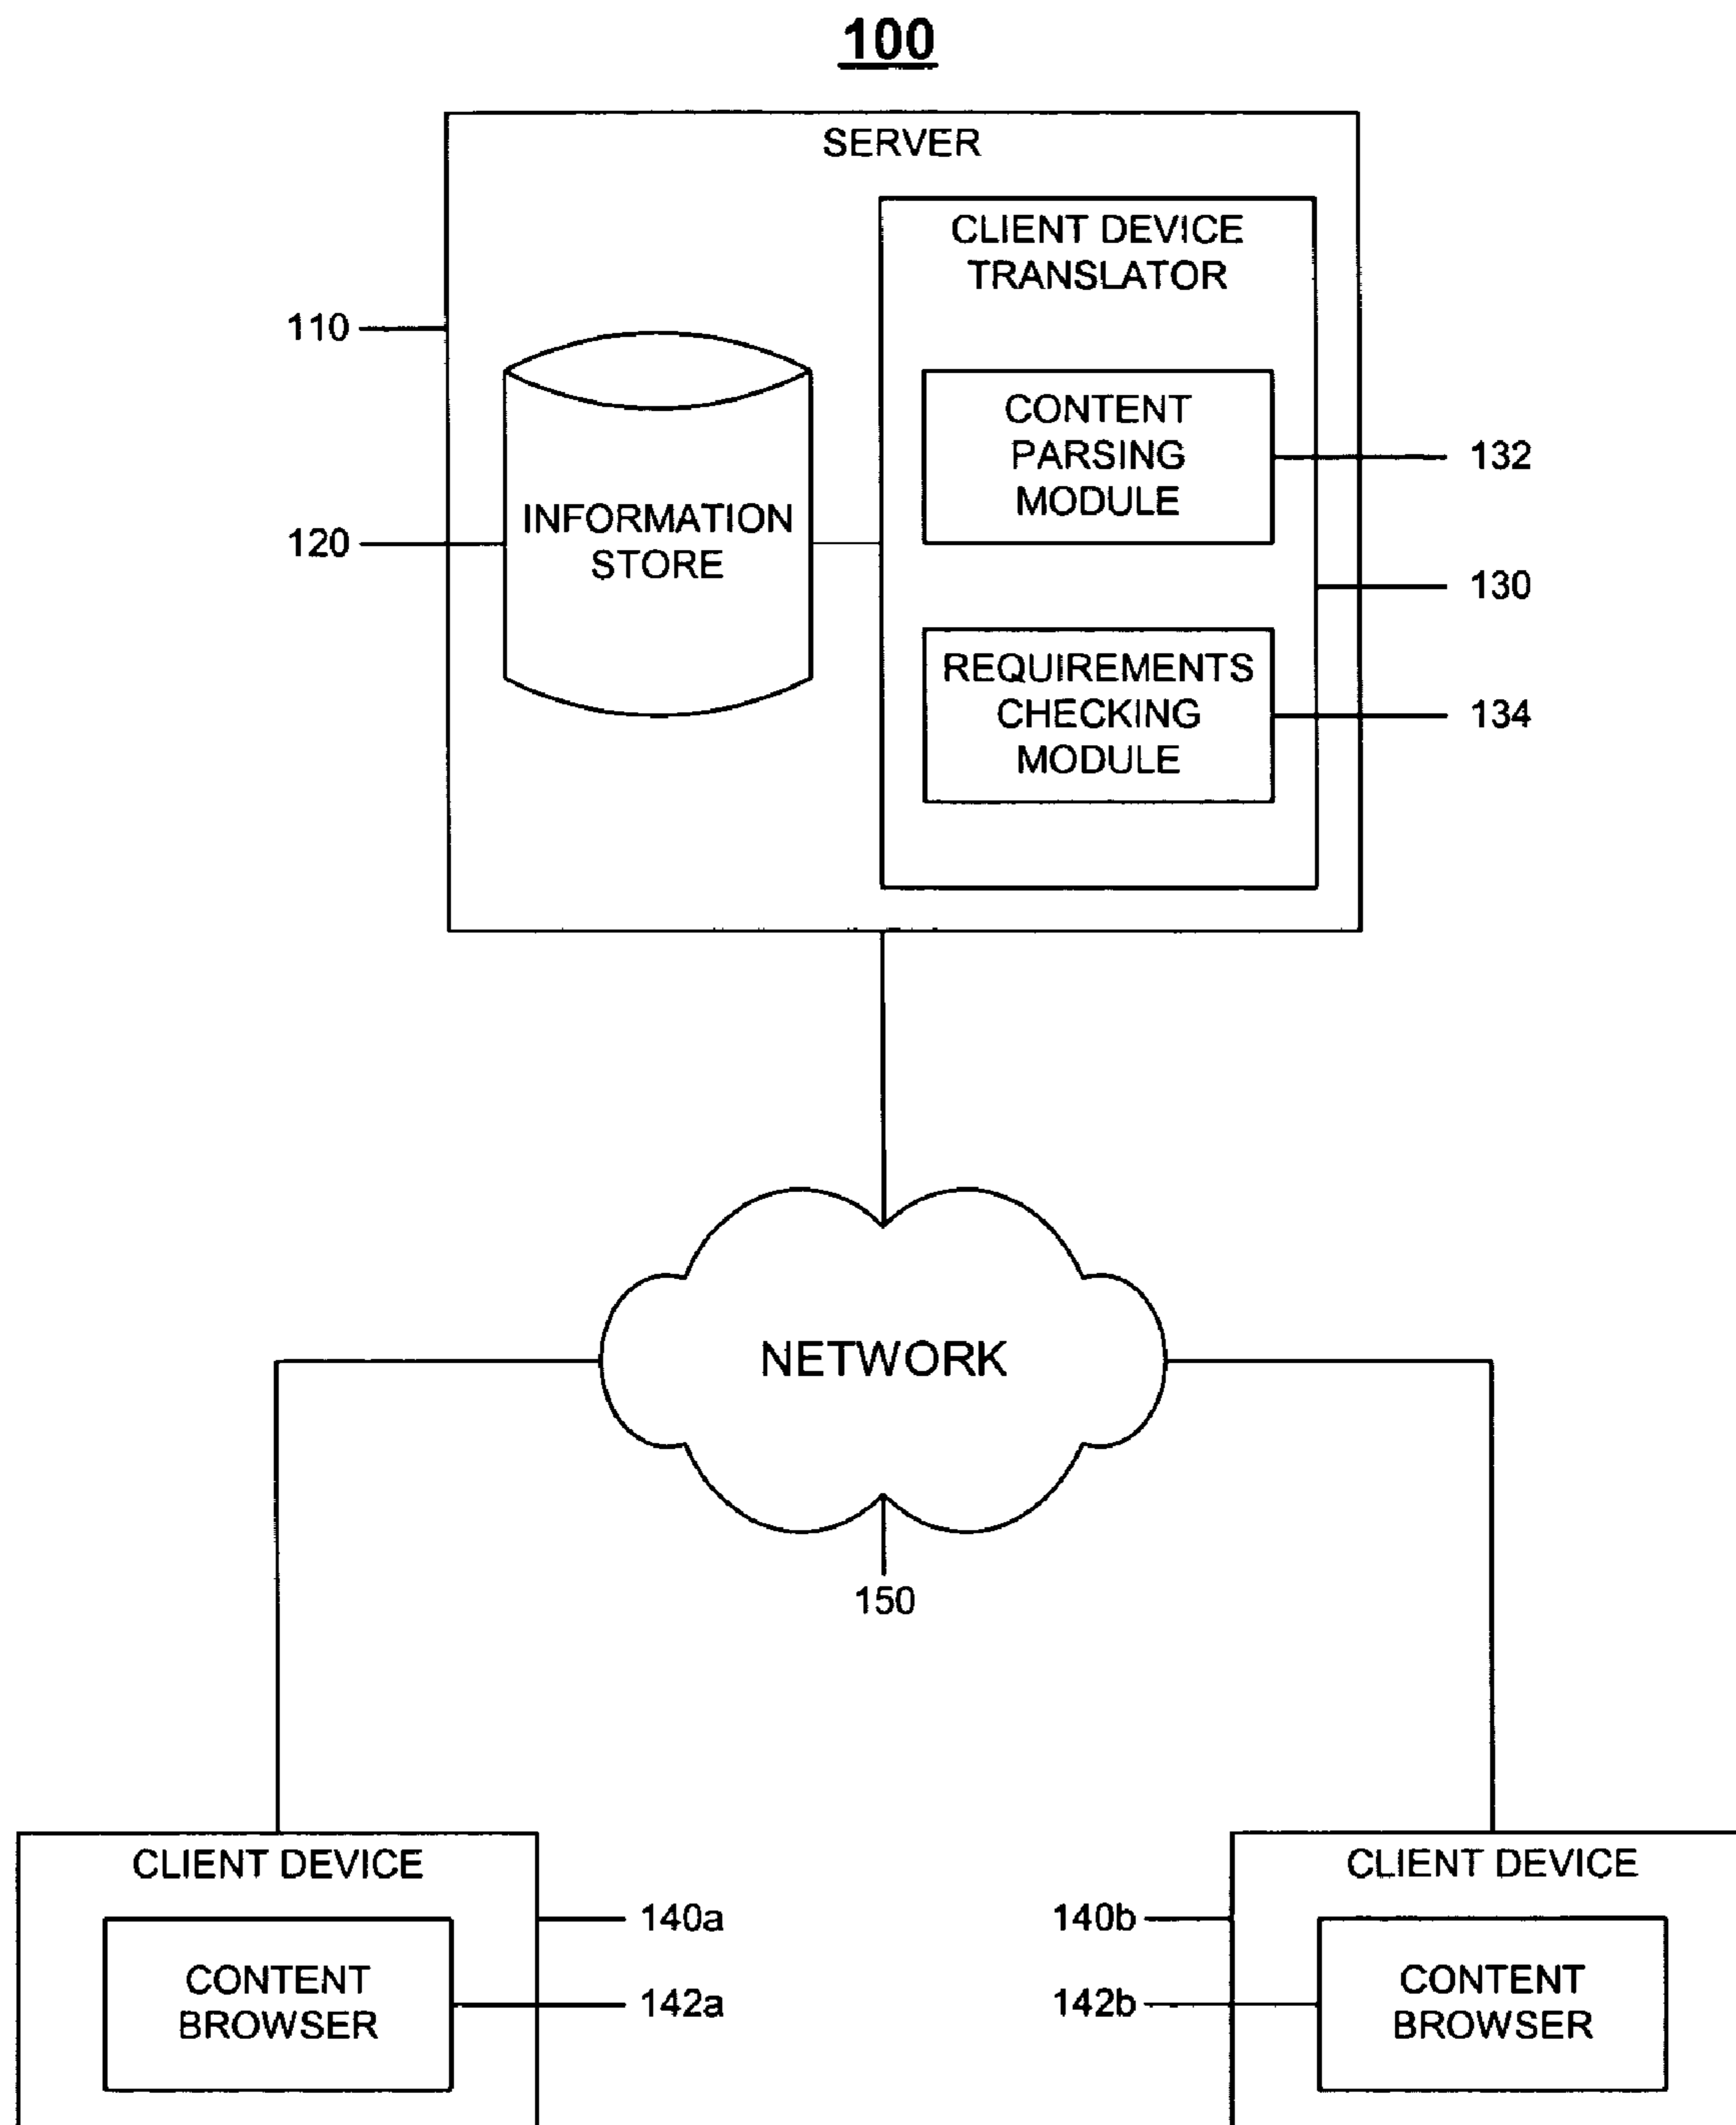 100
SERVER
CLIENT DEVICE
TRANSLATOR
110
CONTENT
PARSING
MODULE
132
INFORMATION
STORE
120
130
REQUIREMENTS
CHECKING
MODULE
134
NETWORK
150
CLIENT DEVICE
140a
CONTENT
BROWSER
142a
CLIENT DEVICE
140b
CONTENT
BROWSER
142b